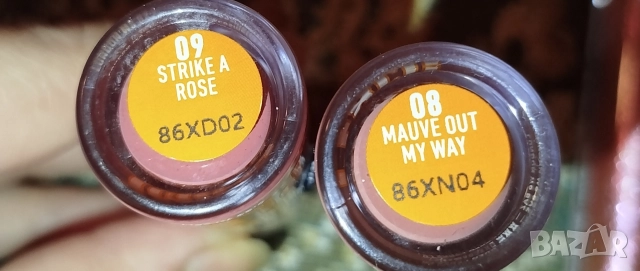 09
STRIKE A
ROSE
86XD02
08
MAUVE OUT
MY WAY
86XN04
BAZAR